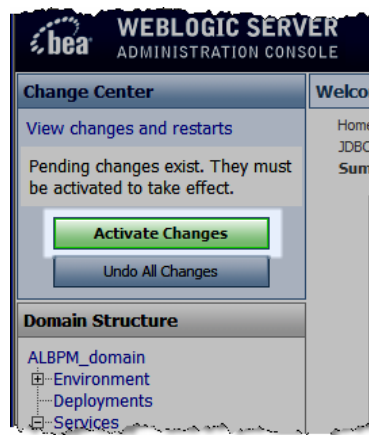 bea
WEBLOGIC SERVER
ADMINISTRATION CONSOLE
Change Center
View changes and restarts
Pending changes exist. They must
be activated to take effect.
Activate Changes
Undo All Changes
Domain Structure
ALBPM_domain
Environment
Deployments
Services
Welco
Home
JDBC
Sum